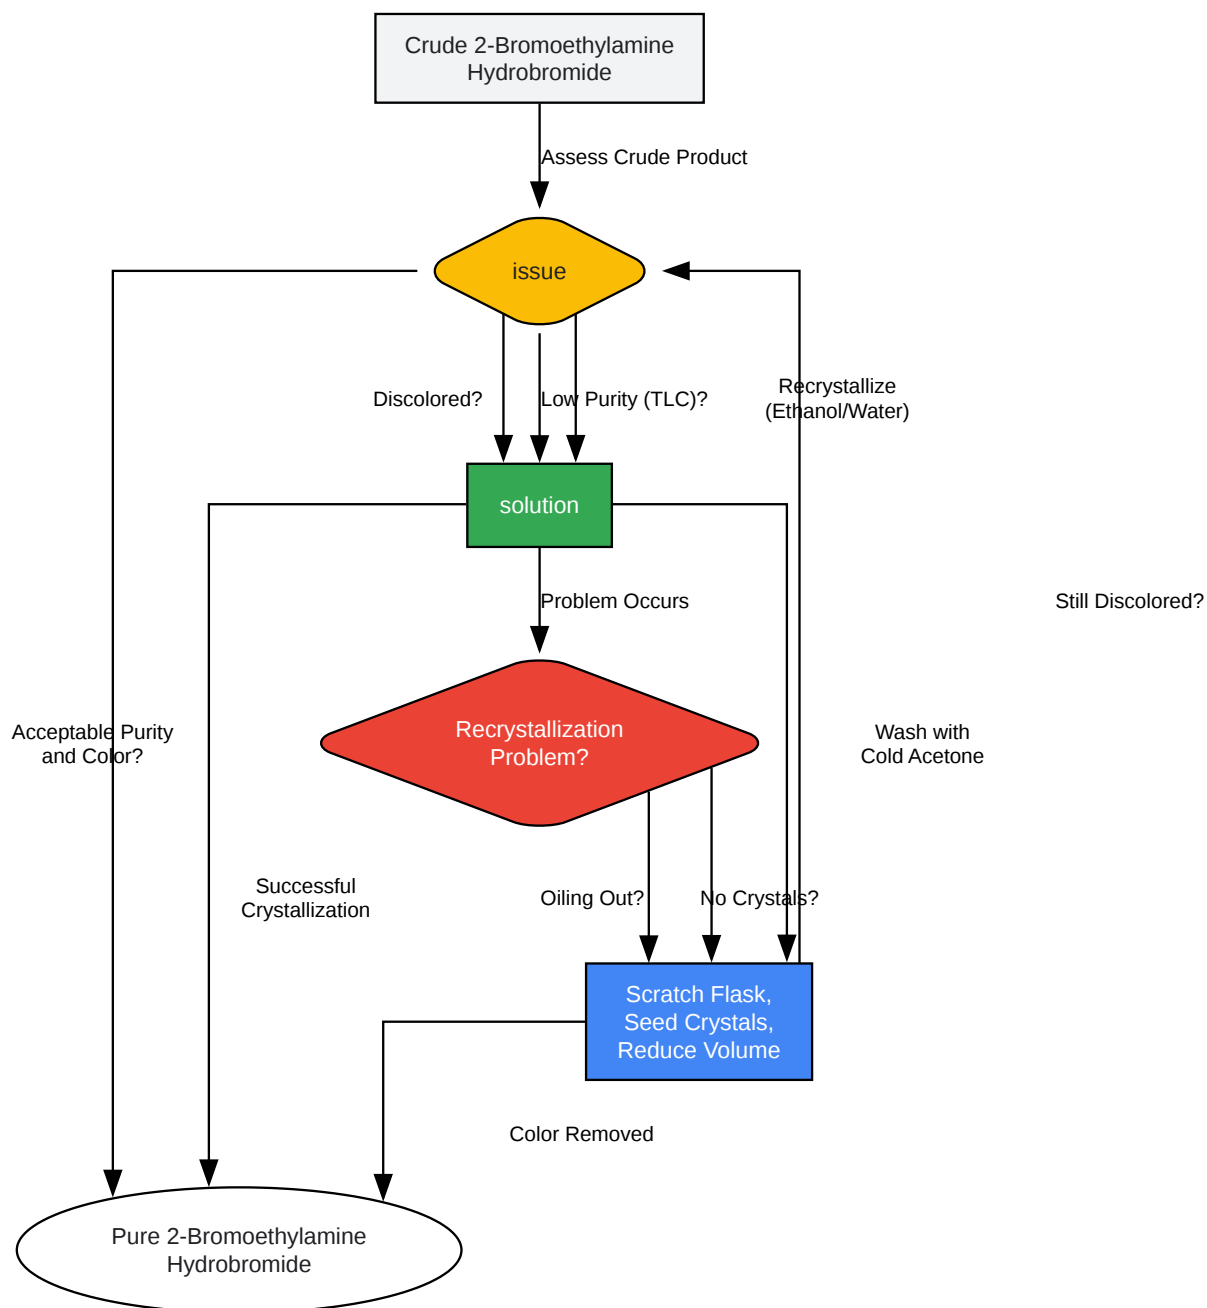 Crude 2-Bromoethylamine
Hydrobromide
Assess Crude Product
issue
Discolored?
Low Purity (TLC)?
Recrystallize
(Ethanol/Water)
solution
Problem Occurs
Still Discolored?
Acceptable Purity
and Color?
Recrystallization
Problem?
Wash with
Cold Acetone
Successful
Crystallization
Oiling Out?
No Crystals?
Scratch Flask,
Seed Crystals,
Reduce Volume
Color Removed
Pure 2-Bromoethylamine
Hydrobromide